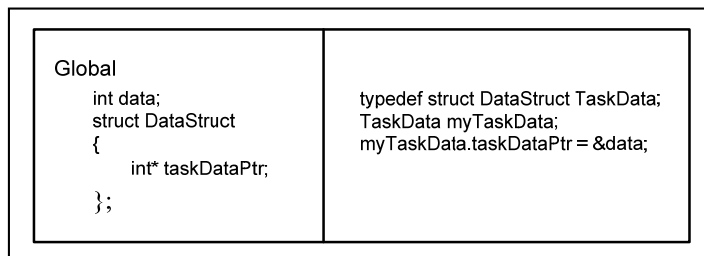 Global
int data;
struct DataStruct
{
int* taskDataPtr;
};
typedef struct DataStruct TaskData;
TaskData myTaskData;
myTaskData.taskDataPtr = &data;